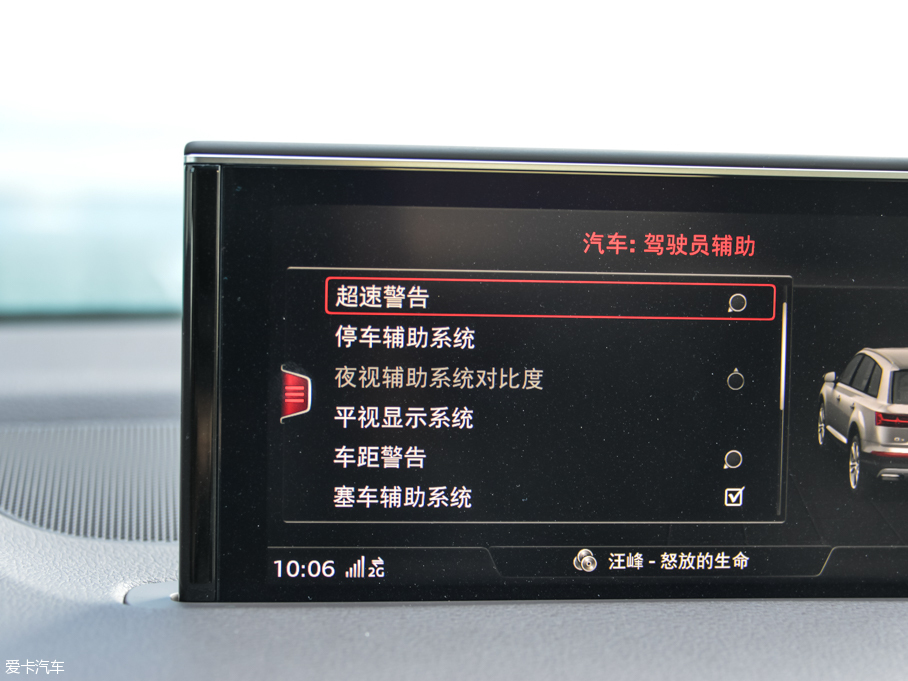 汽车: 驾驶员辅助
超速警告
停车辅助系统
夜视辅助系统对比度
平视显示系统
车距警告
塞车辅助系统
10:06 2G 汪峰 - 怒放的生命
爱卡汽车